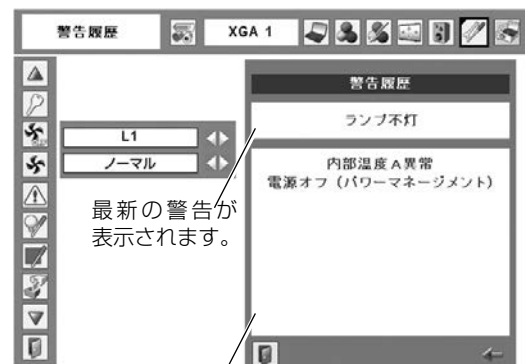 警告履歴
XGA 1
警告履歴
ランプ不灯
L1
ノーマル
内部温度A異常
電源オフ（パワーマネージメント）
最新の警告が
表示されます。